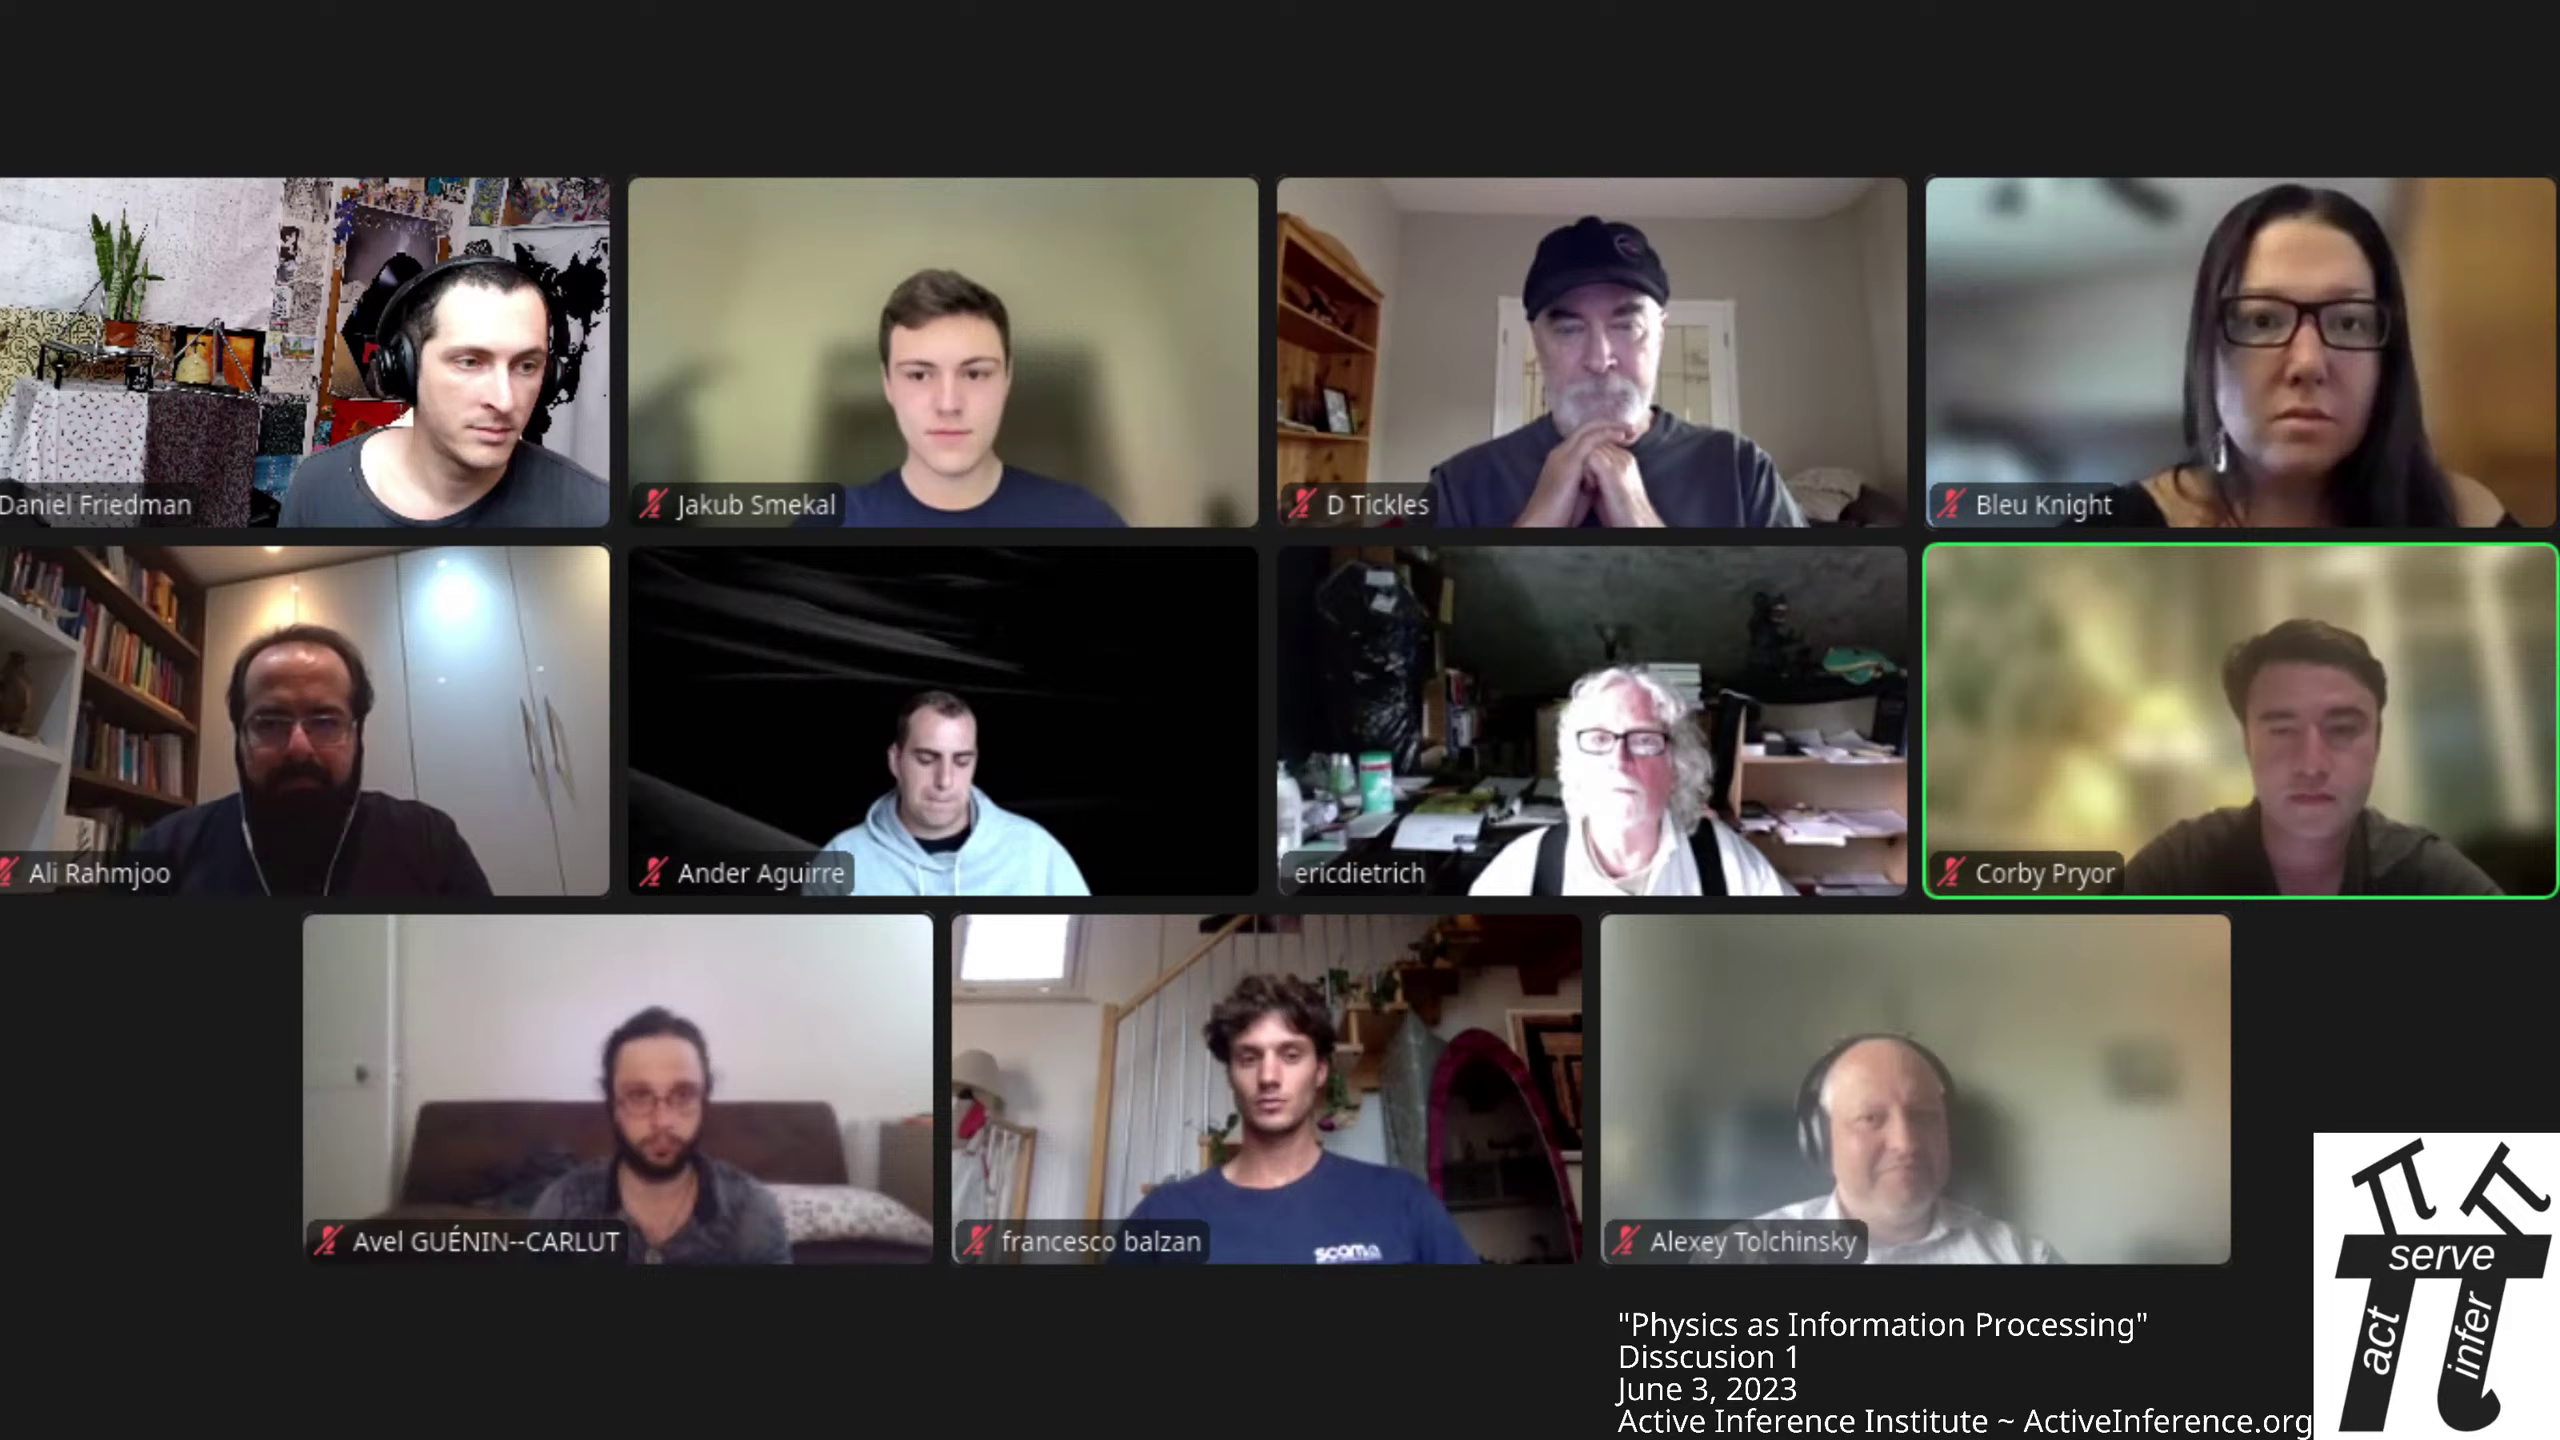 Daniel Friedman
Jakub Smekal
D Tickles
Bleu Knight
Ali Rahmjoo
Ander Aguirre
ericdietrich
Corby Pryor
Avel GUÉNIN--CARLUT
francesco balzan
scom
Alexey Tolchinsky
"Physics as Information Processing"
Disscusion 1
June 3, 2023
Active Inference Institute ~ ActiveInference.org
serve
act
infer